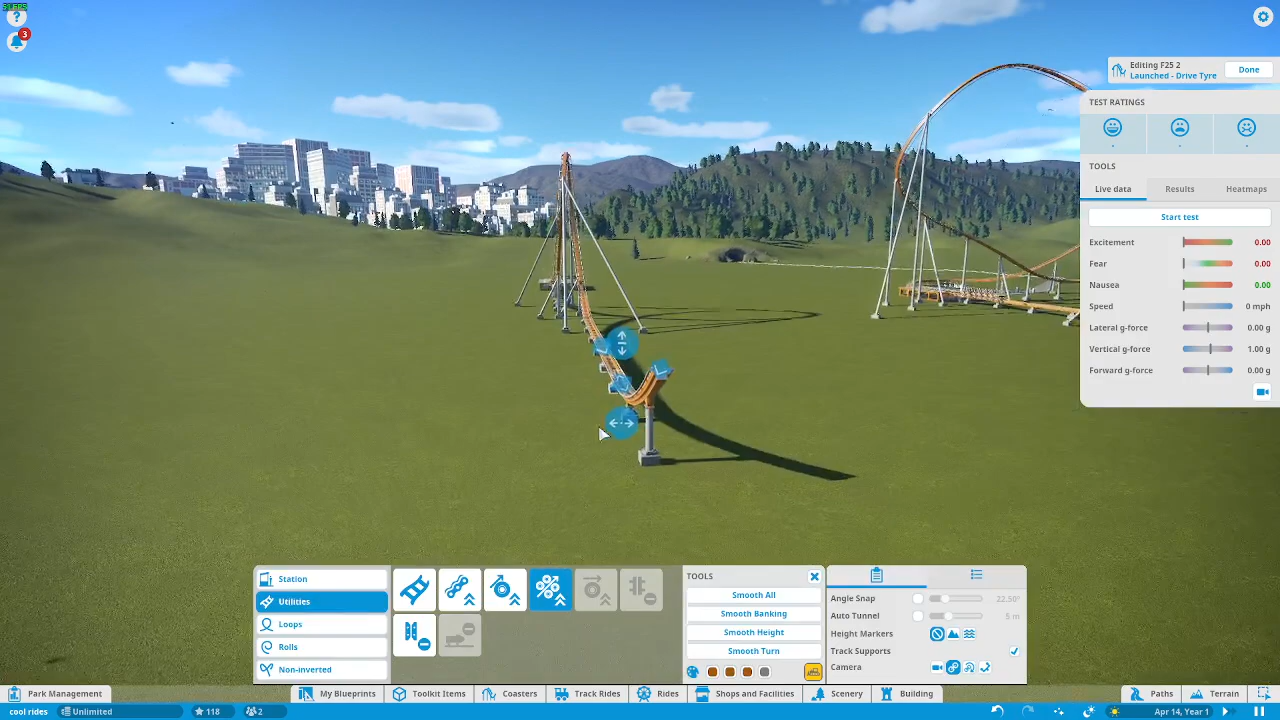 ?
3
Editing F25 2
Launched - Drive Tyre
Done
TEST RATINGS
- - -
TOOLS
Live data Results Heatmaps
Start test
Excitement 0.00
Fear 0.00
Nausea 0.00
Speed 0 mph
Lateral g-force 0.00 g
Vertical g-force 1.00 g
Forward g-force 0.00 g
Station
Utilities
Loops
Rolls
Non-inverted
TOOLS
Smooth All
Smooth Banking
Smooth Height
Smooth Turn
Angle Snap 22.50°
Auto Tunnel 5 m
Height Markers
Track Supports
Camera
Park Management My Blueprints Toolkit Items Coasters Track Rides Rides Shops and Facilities Scenery Building Paths Terrain
cool rides Unlimited 118 2 Apr 14, Year 1